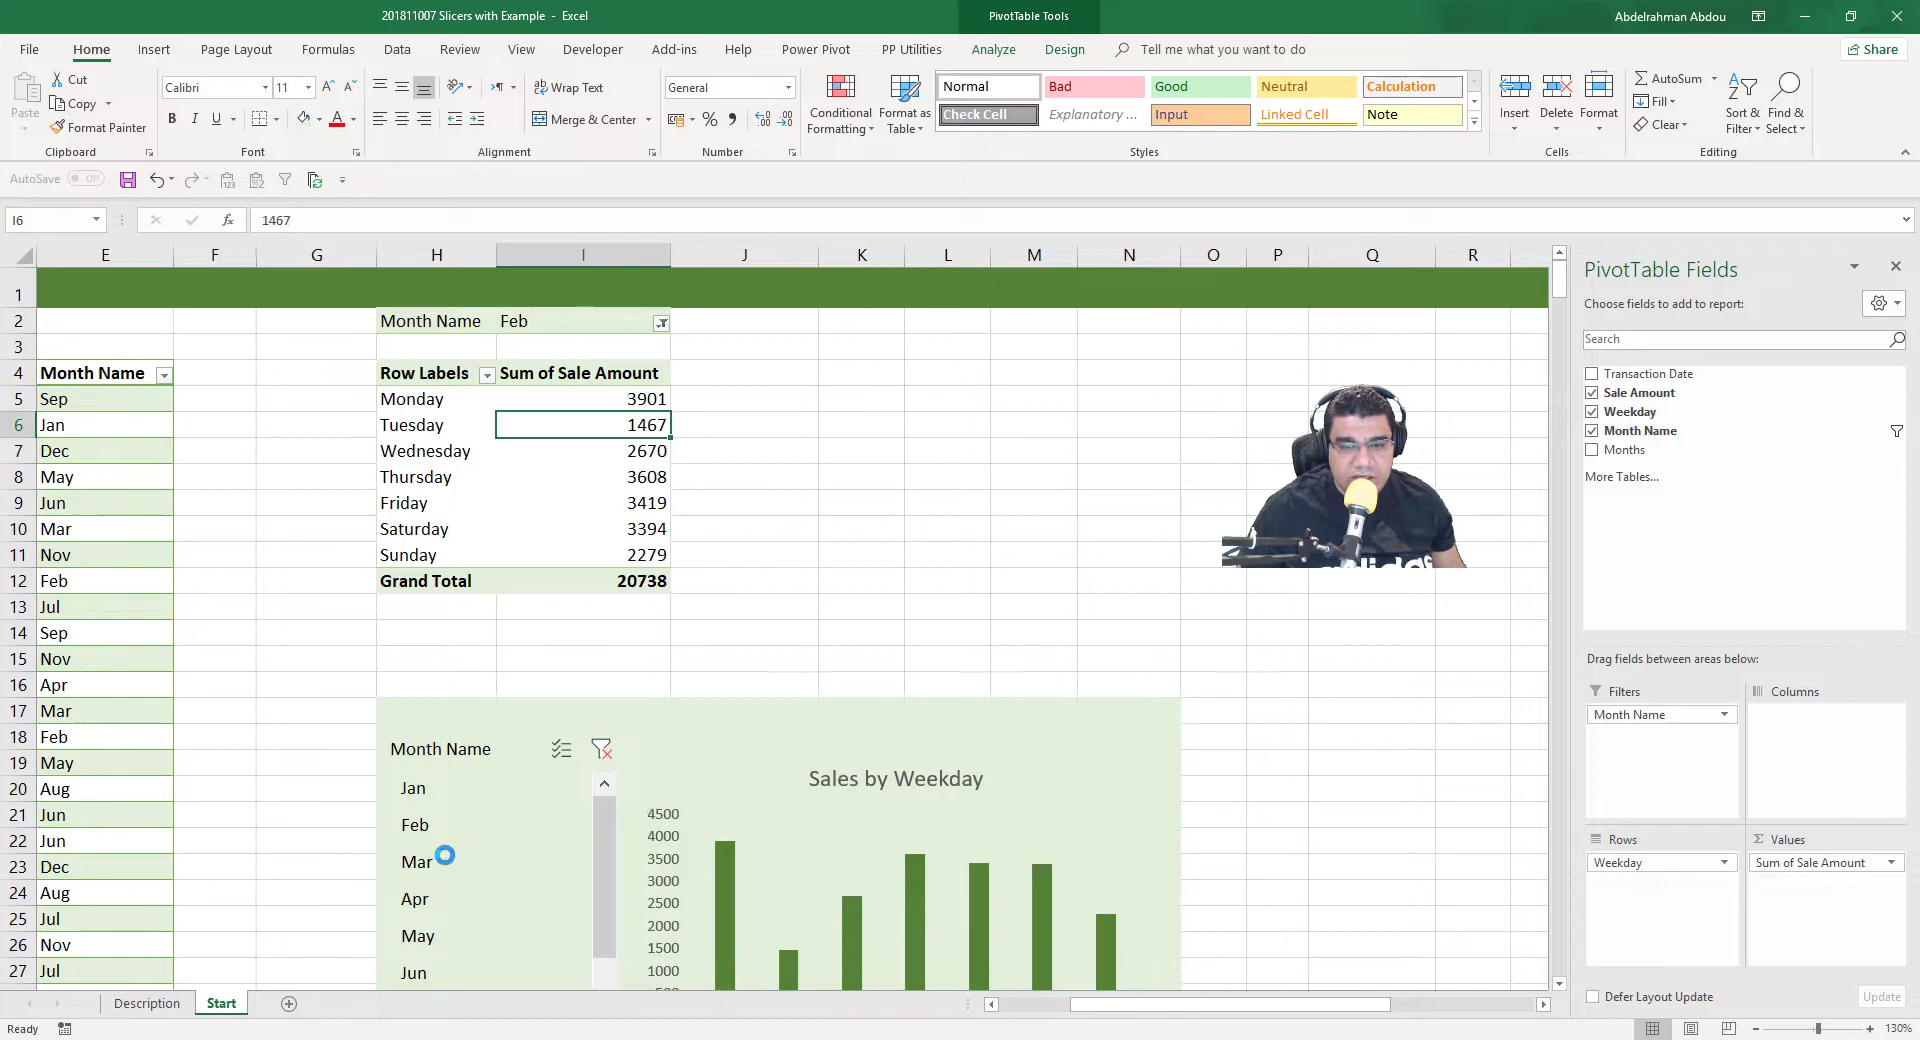 201811007 Slicers with Example - Excel
PivotTable Tools
Abdelrahman Abdou
File Home Insert Draw Page Layout Formulas Data Review View Developer Add-ins Help Power Pivot PP Utilities Analyze Design Tell me what you want to do Share
Paste
Cut
Copy
Format Painter
Clipboard
Calibri 11
B I U
Font
Wrap Text
Merge & Center
Alignment
General
Number
Conditional Formatting
Format as Table
Normal Bad Good Neutral Calculation
Check Cell Explanatory ... Input Linked Cell Note
Styles
Insert Delete Format
Cells
AutoSum
Fill
Clear
Sort & Filter
Find & Select
Editing
AutoSave Off
I6 fx 1467
E F G H I J K L M N O P Q R
1
2 Month Name Feb
3
4 Month Name Row Labels Sum of Sale Amount
5 Sep Monday 3901
6 Jan Tuesday 1467
7 Dec Wednesday 2670
8 May Thursday 3608
9 Jun Friday 3419
10 Mar Saturday 3394
11 Nov Sunday 2279
12 Feb Grand Total 20738
13 Jul
14 Sep
15 Nov
16 Apr
17 Mar
18 Feb
19 May
20 Aug
21 Jun
22 Jun
23 Dec
24 Aug
25 Jul
26 Nov
27 Jul
Month Name
Jan
Feb
Mar
Apr
May
Jun
Sales by Weekday
4500
4000
3500
3000
2500
2000
1500
1000
PivotTable Fields
Choose fields to add to report:
Search
Transaction Date
Sale Amount
Weekday
Month Name
Months
More Tables...
Drag fields between areas below:
Filters
Month Name
Columns
Rows
Weekday
Values
Sum of Sale Amount
Defer Layout Update
Update
Description Start
Ready
130%